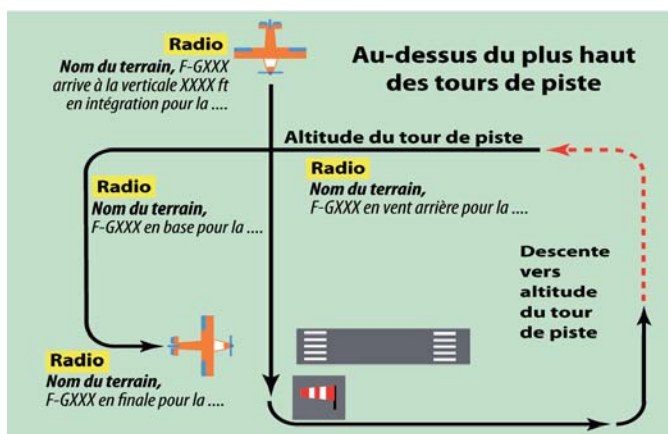 Radio
Nom du terrain, F-GXXX
arrive à la verticale XXXX ft
en intégration pour la ....
Au-dessus du plus haut
des tours de piste
Altitude du tour de piste
Radio
Nom du terrain,
F-GXXX en vent arrière pour la ....
Radio
Nom du terrain,
F-GXXX en base pour la ....
Descente
vers
altitude
du tour
de piste
Radio
Nom du terrain,
F-GXXX en finale pour la ....